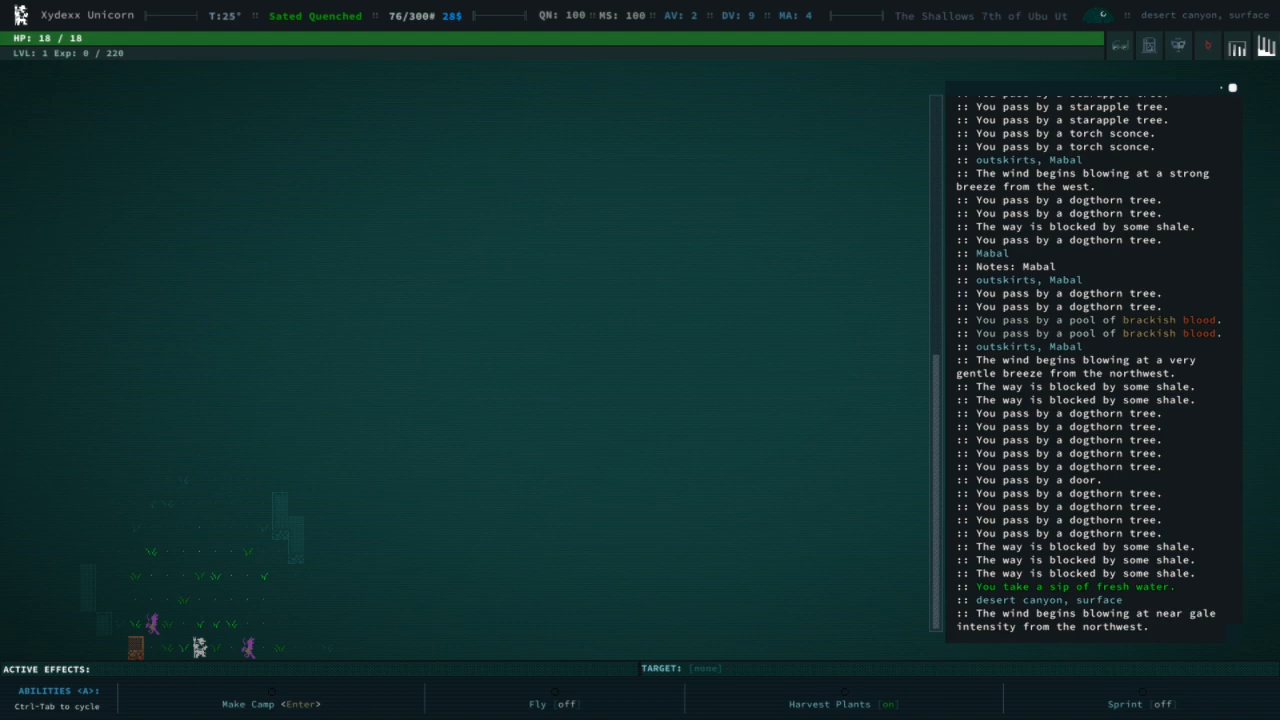 Xydexx Unicorn T:25° Sated Quenched 76/300# 28$ QN: 100 MS: 100 AV: 2 DV: 9 MA: 4 The Shallows 7th of Ubu Ut desert canyon, surface
HP: 18 / 18
LVL: 1 Exp: 0 / 220
:: You pass by a starapple tree.
:: You pass by a starapple tree.
:: You pass by a starapple tree.
:: You pass by a torch sconce.
:: You pass by a torch sconce.
:: outskirts, Mabal
:: The wind begins blowing at a strong
breeze from the west.
:: You pass by a dogthorn tree.
:: You pass by a dogthorn tree.
:: The way is blocked by some shale.
:: You pass by a dogthorn tree.
:: Mabal
:: Notes: Mabal
:: outskirts, Mabal
:: You pass by a dogthorn tree.
:: You pass by a dogthorn tree.
:: You pass by a pool of brackish blood.
:: You pass by a pool of brackish blood.
:: outskirts, Mabal
:: The wind begins blowing at a very
gentle breeze from the northwest.
:: The way is blocked by some shale.
:: The way is blocked by some shale.
:: You pass by a dogthorn tree.
:: You pass by a dogthorn tree.
:: You pass by a dogthorn tree.
:: You pass by a dogthorn tree.
:: You pass by a dogthorn tree.
:: You pass by a door.
:: You pass by a dogthorn tree.
:: You pass by a dogthorn tree.
:: You pass by a dogthorn tree.
:: You pass by a dogthorn tree.
:: The way is blocked by some shale.
:: The way is blocked by some shale.
:: The way is blocked by some shale.
:: You take a sip of fresh water.
:: desert canyon, surface
:: The wind begins blowing at near gale
intensity from the northwest.
ACTIVE EFFECTS: TARGET: [none]
ABILITIES <A>:
Ctrl-Tab to cycle
Make Camp <Enter> Fly [off] Harvest Plants [on] Sprint [off]